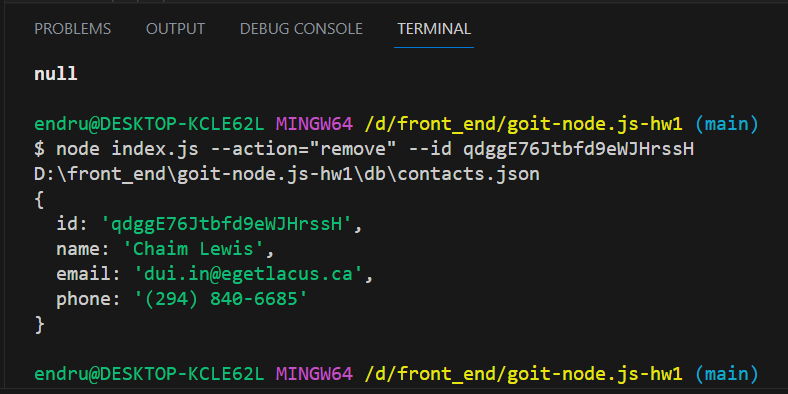 PROBLEMS OUTPUT DEBUG CONSOLE TERMINAL
null
endru@DESKTOP-KCLE62L MINGW64 /d/front_end/goit-node.js-hw1 (main)
$ node index.js --action="remove" --id qdggE76Jtbfd9eWJHrssH
D:\front_end\goit-node.js-hw1\db\contacts.json
{
  id: 'qdggE76Jtbfd9eWJHrssH',
  name: 'Chaim Lewis',
  email: 'dui.in@egetlacus.ca',
  phone: '(294) 840-6685'
}
endru@DESKTOP-KCLE62L MINGW64 /d/front_end/goit-node.js-hw1 (main)